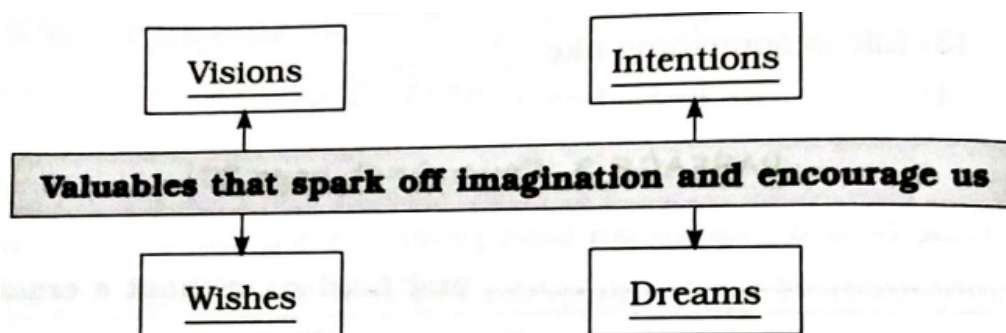 Visions
Intentions
Valuables that spark off imagination and encourage us
Wishes
Dreams